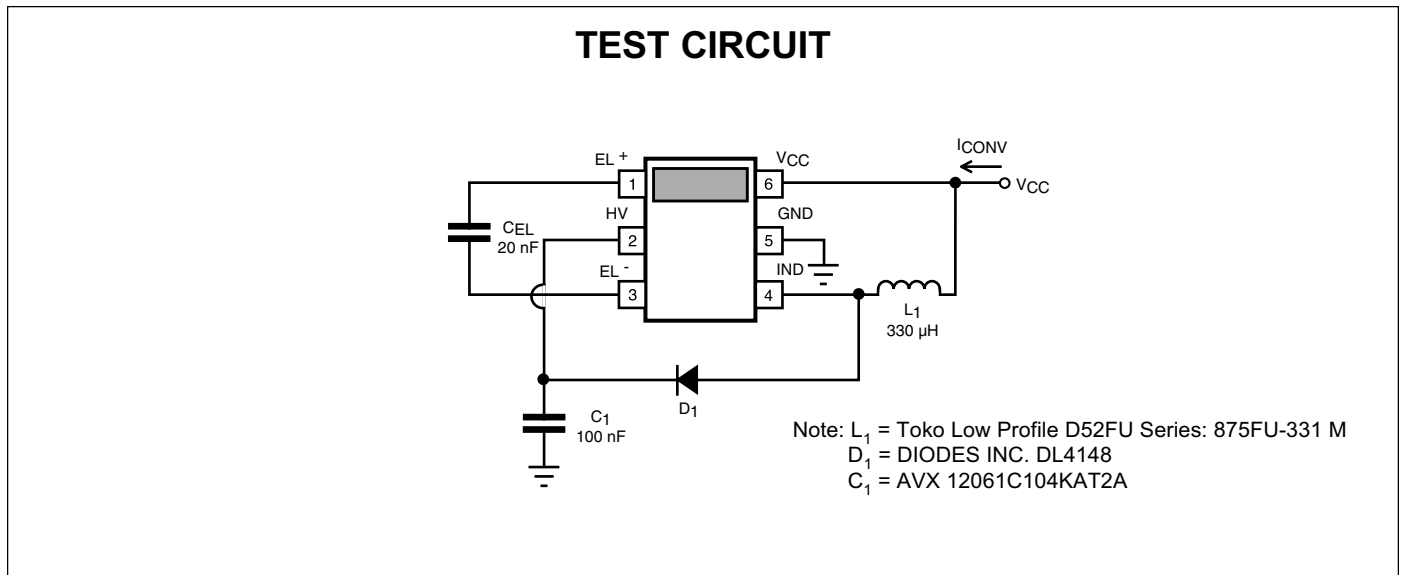 TEST CIRCUIT
ICONV
EL + VCC
1 6 VCC
HV GND
CEL
20 nF
2 5
EL - IND
3 4
L1
330 µH
D1
C1
100 nF
Note: L1 = Toko Low Profile D52FU Series: 875FU-331 M
D1 = DIODES INC. DL4148
C1 = AVX 12061C104KAT2A